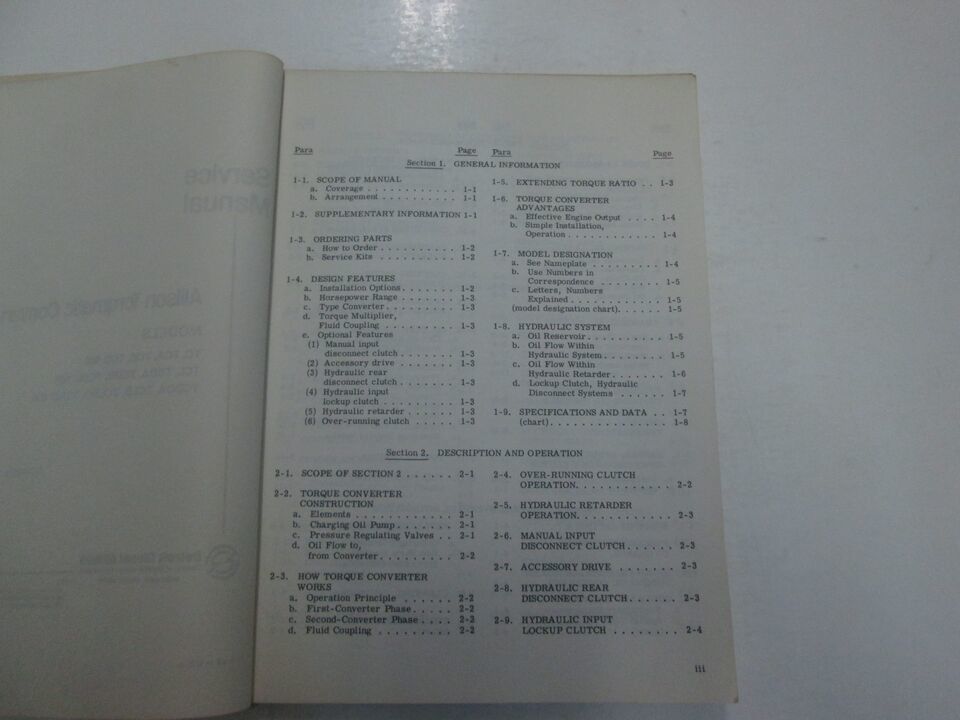 Para Page
Para Page
Section 1. GENERAL INFORMATION
1-1. SCOPE OF MANUAL
a. Coverage . . . . . . . . . . . . 1-1
b. Arrangement . . . . . . . . . . 1-1
1-2. SUPPLEMENTARY INFORMATION 1-1
1-3. ORDERING PARTS
a. How to Order . . . . . . . . . . 1-2
b. Service Kits . . . . . . . . . . 1-2
1-4. DESIGN FEATURES
a. Installation Options . . . . . . . 1-2
b. Horsepower Range . . . . . . . 1-3
c. Type Converter . . . . . . . . . 1-3
d. Torque Multiplier,
Fluid Coupling . . . . . . . . . 1-3
e. Optional Features
(1) Manual input
disconnect clutch . . . . . . . 1-3
(2) Accessory drive . . . . . . . 1-3
(3) Hydraulic rear
disconnect clutch . . . . . . . 1-3
(4) Hydraulic input
lockup clutch . . . . . . . . . 1-3
(5) Hydraulic retarder . . . . . . 1-3
(6) Over-running clutch . . . . . 1-3
1-5. EXTENDING TORQUE RATIO . . 1-3
1-6. TORQUE CONVERTER
ADVANTAGES
a. Effective Engine Output . . . . 1-4
b. Simple Installation,
Operation . . . . . . . . . . . . 1-4
1-7. MODEL DESIGNATION
a. See Nameplate . . . . . . . . . 1-4
b. Use Numbers in
Correspondence . . . . . . . . 1-5
c. Letters, Numbers
Explained . . . . . . . . . . . . 1-5
(model designation chart). . . . . . 1-5
1-8. HYDRAULIC SYSTEM
a. Oil Reservoir . . . . . . . . . . 1-5
b. Oil Flow Within
Hydraulic System . . . . . . . . 1-5
c. Oil Flow Within
Hydraulic Retarder . . . . . . . 1-6
d. Lockup Clutch, Hydraulic
Disconnect Systems . . . . . . 1-7
1-9. SPECIFICATIONS AND DATA . . 1-7
(chart) . . . . . . . . . . . . . . . 1-8
Section 2. DESCRIPTION AND OPERATION
2-1. SCOPE OF SECTION 2 . . . . . . 2-1
2-2. TORQUE CONVERTER
CONSTRUCTION
a. Elements . . . . . . . . . . . . 2-1
b. Charging Oil Pump . . . . . . . 2-1
c. Pressure Regulating Valves . . 2-1
d. Oil Flow to,
from Converter . . . . . . . . . 2-2
2-3. HOW TORQUE CONVERTER
WORKS
a. Operation Principle . . . . . . 2-2
b. First-Converter Phase . . . . . 2-2
c. Second-Converter Phase . . . . 2-2
d. Fluid Coupling . . . . . . . . . 2-2
2-4. OVER-RUNNING CLUTCH
OPERATION. . . . . . . . . . . . 2-2
2-5. HYDRAULIC RETARDER
OPERATION. . . . . . . . . . . . 2-3
2-6. MANUAL INPUT
DISCONNECT CLUTCH . . . . . . 2-3
2-7. ACCESSORY DRIVE . . . . . . . 2-3
2-8. HYDRAULIC REAR
DISCONNECT CLUTCH . . . . . . 2-3
2-9. HYDRAULIC INPUT
LOCKUP CLUTCH . . . . . . . . 2-4
iii